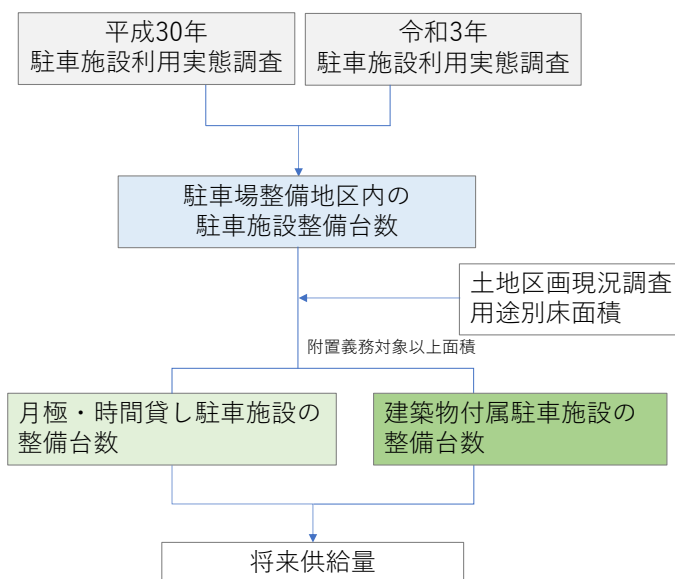 平成30年
駐車施設利用実態調査
令和3年
駐車施設利用実態調査
駐車場整備地区内の
駐車施設整備台数
土地区画現況調査
用途別床面積
附置義務対象以上面積
月極・時間貸し駐車施設の
整備台数
建築物付属駐車施設の
整備台数
将来供給量